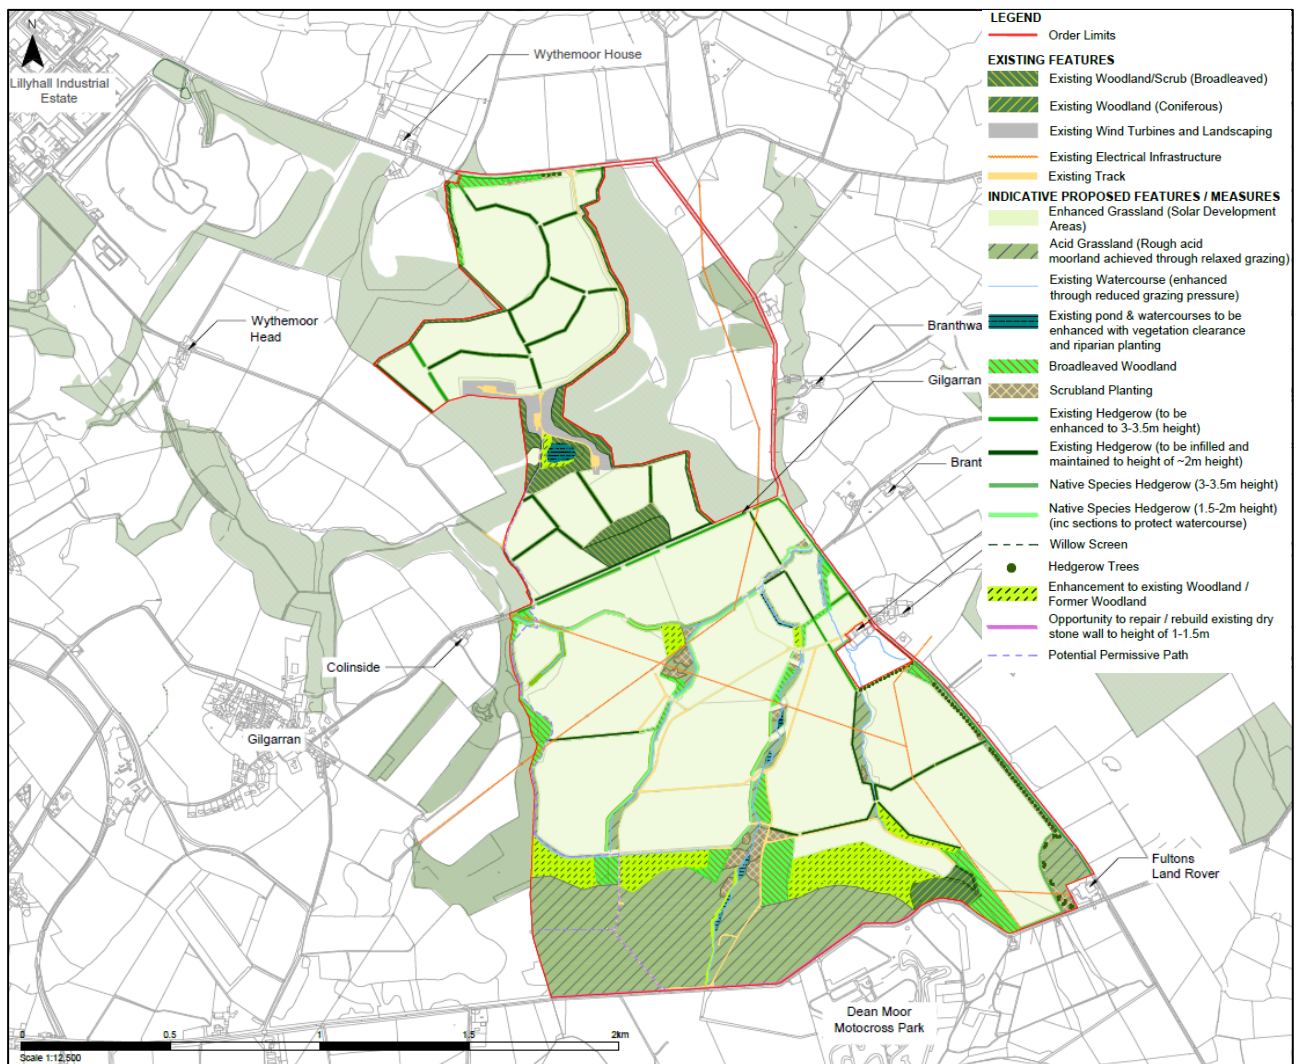 N
Lillyhall Industrial
Estate
Wythemoor House
Wythemoor
Head
Branthwa
Gilgarran
Brant
Colinside
Gilgarran
Fultons
Land Rover
Dean Moor
Motocross Park
0
0.5
1
1.5
2km
Scale 1:12,500
LEGEND
Order Limits
EXISTING FEATURES
Existing Woodland/Scrub (Broadleaved)
Existing Woodland (Coniferous)
Existing Wind Turbines and Landscaping
Existing Electrical Infrastructure
Existing Track
INDICATIVE PROPOSED FEATURES / MEASURES
Enhanced Grassland (Solar Development
Areas)
Acid Grassland (Rough acid
moorland achieved through relaxed grazing)
Existing Watercourse (enhanced
through reduced grazing pressure)
Existing pond & watercourses to be
enhanced with vegetation clearance
and riparian planting
Broadleaved Woodland
Scrubland Planting
Existing Hedgerow (to be
enhanced to 3-3.5m height)
Existing Hedgerow (to be infilled and
maintained to height of ~2m height)
Native Species Hedgerow (3-3.5m height)
Native Species Hedgerow (1.5-2m height)
(inc sections to protect watercourse)
Willow Screen
Hedgerow Trees
Enhancement to existing Woodland /
Former Woodland
Opportunity to repair / rebuild existing dry
stone wall to height of 1-1.5m
Potential Permissive Path